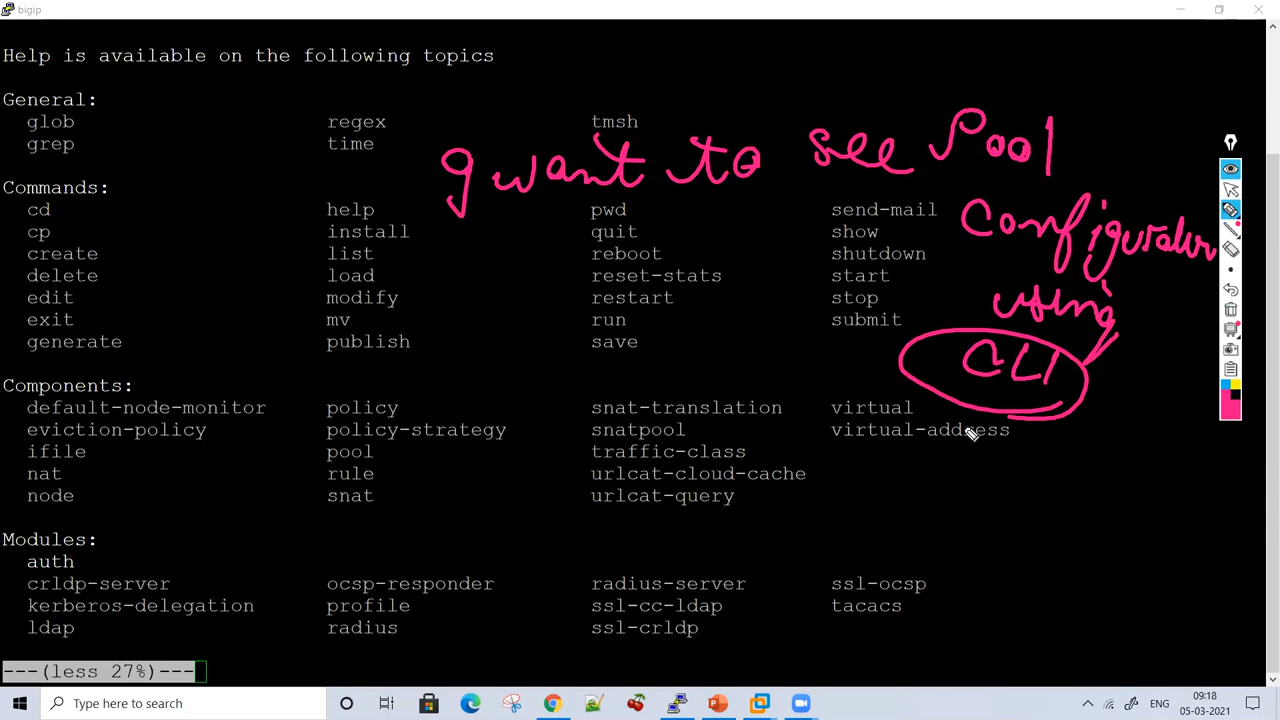 bigip
Help is available on the following topics
General:
glob regex tmsh
grep time
g want to see Pool
Commands:
cd help pwd send-mail
cp install quit show
create list reboot shutdown
delete load reset-stats start
edit modify restart stop
exit mv run submit
generate publish save
Configuration
using
CLI
Components:
default-node-monitor policy snat-translation virtual
eviction-policy policy-strategy snatpool virtual-address
ifile pool traffic-class
nat rule urlcat-cloud-cache
node snat urlcat-query
Modules:
auth
crldp-server ocsp-responder radius-server ssl-ocsp
kerberos-delegation profile ssl-cc-ldap tacacs
ldap radius ssl-crldp
---(less 27%)---
Type here to search
ENG
09:18
05-03-2021